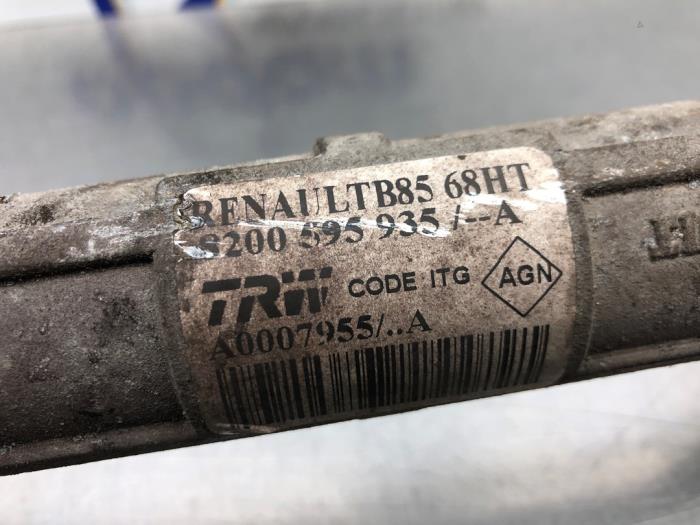 RENAULTB85 68HT
8200 595 935/--A
TRW CODE ITG AGN
A0007955/..A